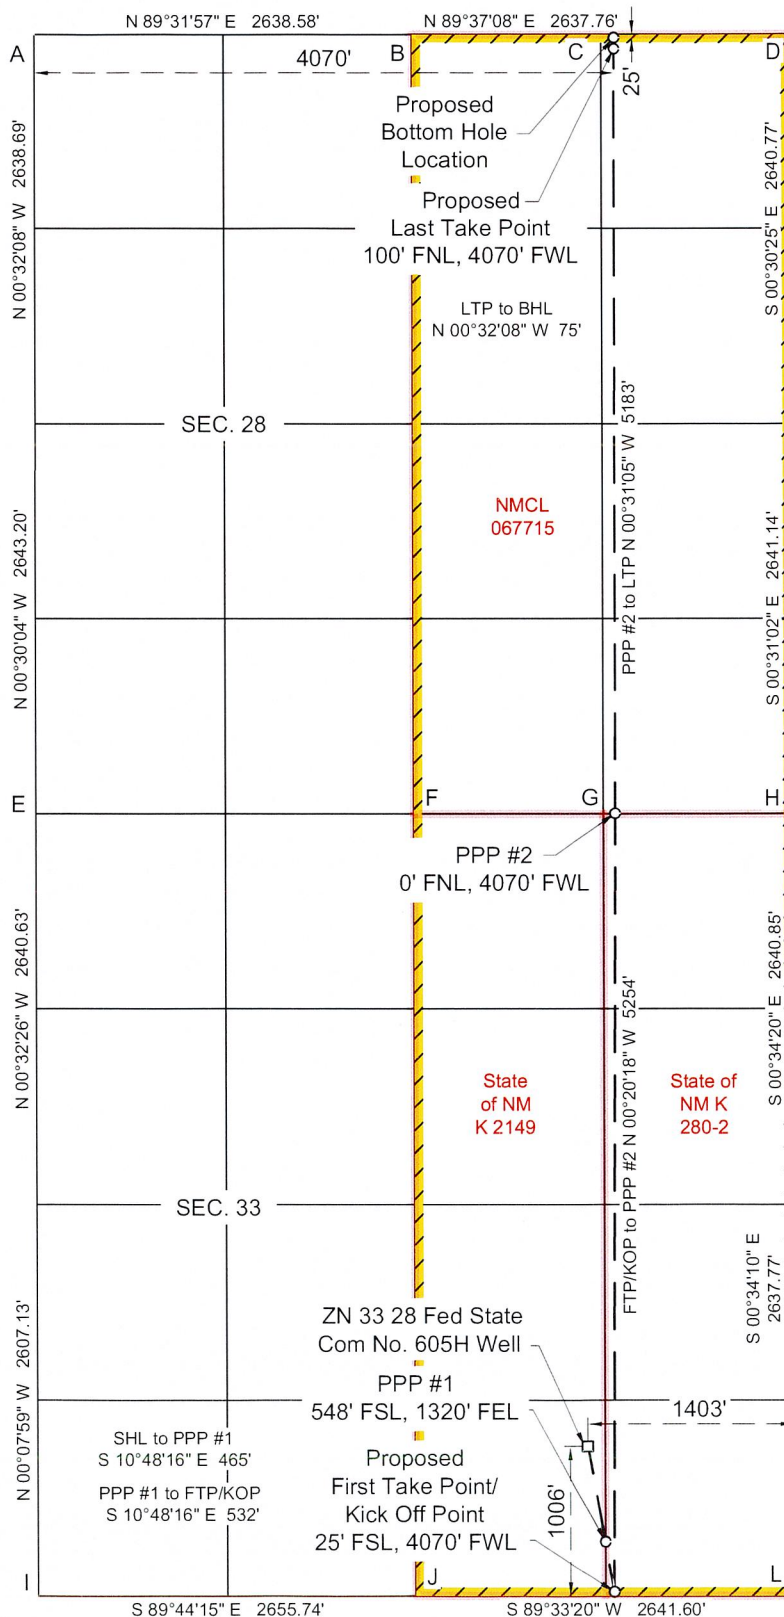 N 89°31'57" E 2638.58'
N 89°37'08" E 2637.76'
A
B
C
D
4070'
25'
Proposed
Bottom Hole
Location
Proposed
Last Take Point
100' FNL, 4070' FWL
LTP to BHL
N 00°32'08" W 75'
N 00°32'08" W 2638.69'
S 00°30'25" E 2640.77'
SEC. 28
PPP #2 to LTP N 00°31'05" W 5183'
NMCL
067715
N 00°30'04" W 2643.20'
S 00°31'02" E 2641.14'
E
F
G
H
PPP #2
0' FNL, 4070' FWL
N 00°32'26" W 2640.63'
S 00°34'20" E 2640.85'
FTP/KOP to PPP #2 N 00°20'18" W 5254'
State
of NM
K 2149
State of
NM K
280-2
SEC. 33
S 00°34'10" E
2637.77'
N 00°07'59" W 2607.13'
ZN 33 28 Fed State
Com No. 605H Well
PPP #1
548' FSL, 1320' FEL
1403'
SHL to PPP #1
S 10°48'16" E 465'
PPP #1 to FTP/KOP
S 10°48'16" E 532'
Proposed
First Take Point/
Kick Off Point
25' FSL, 4070' FWL
1006'
I
J
L
S 89°44'15" E 2655.74'
S 89°33'20" W 2641.60'